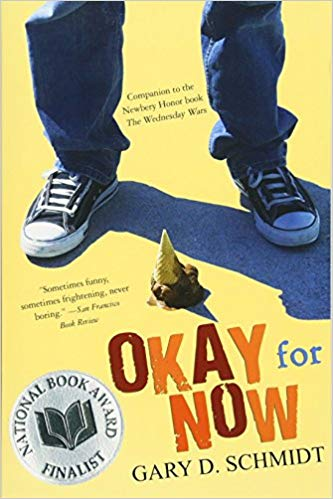 Companion to the
Newbery Honor book
The Wednesday Wars
"Sometimes funny,
sometimes frightening, never
boring." —San Francisco
Book Review
OKAY for
NOW
NATIONAL BOOK AWARD
FINALIST
GARY D. SCHMIDT